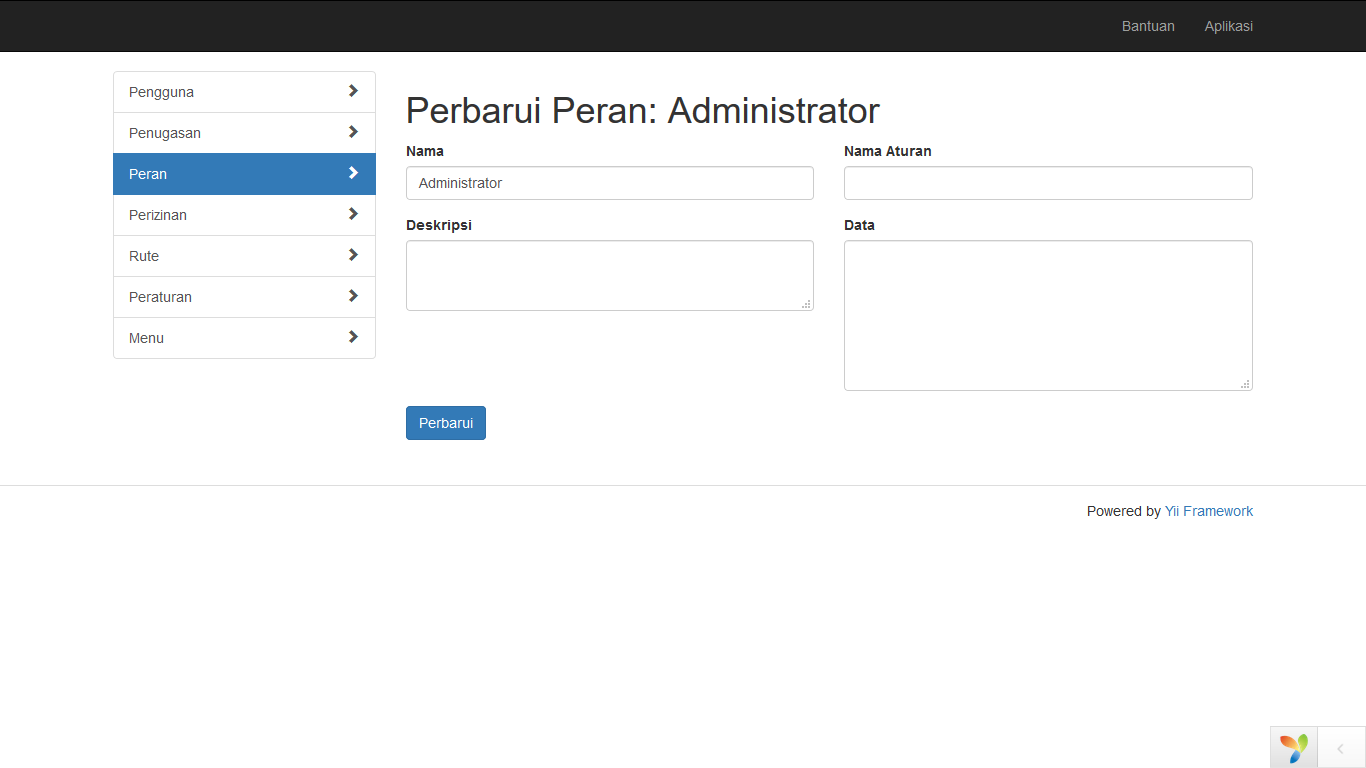 Bantuan Aplikasi
Pengguna
Penugasan
Peran
Perizinan
Rute
Peraturan
Menu
Perbarui Peran: Administrator
Nama
Administrator
Nama Aturan
Deskripsi
Data
Perbarui
Powered by Yii Framework